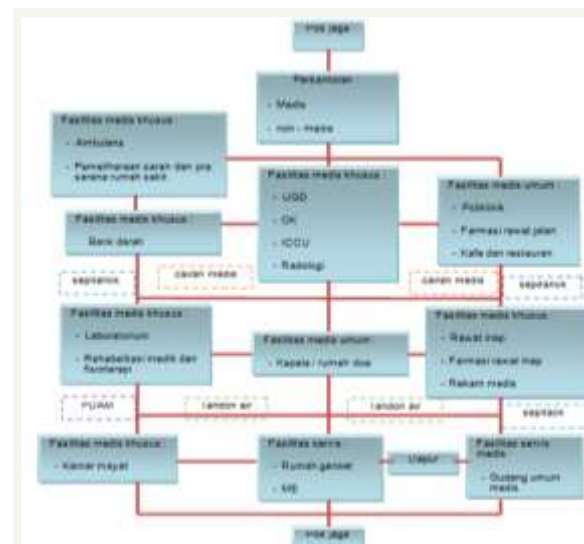 Pos jaga
Perkantoran :
- Medis
- non - medis
Fasilitas medis khusus :
- Ambulans
- Pemeliharaan saran dan pra
sarana rumah sakit
Fasilitas medis khusus :
- UGD
- OK
- ICCU
- Radiologi
Fasilitas medis umum :
- Poliklinik
- Farmasi rawat jalan
- Kafe dan restauran
Fasilitas medis khusus :
Bank darah
septictank
cairan medis
cairan medis
septictank
Fasilitas medis khusus :
- Laboratorium
- Rehabilitasi medik dan
fisioterapi
Fasilitas medis umum :
- Kapela / rumah doa
Fasilitas medis khusus :
- Rawat inap
- Farmasi rawat inap
- Rekam medis
tandon air
tandon air
Fasilitas medis khusus :
- Kamar mayat
Fasilitas servis :
- Rumah genset
- ME
Dapur
Fasilitas servis
medis
- Gudang umum
medis
Pos jaga